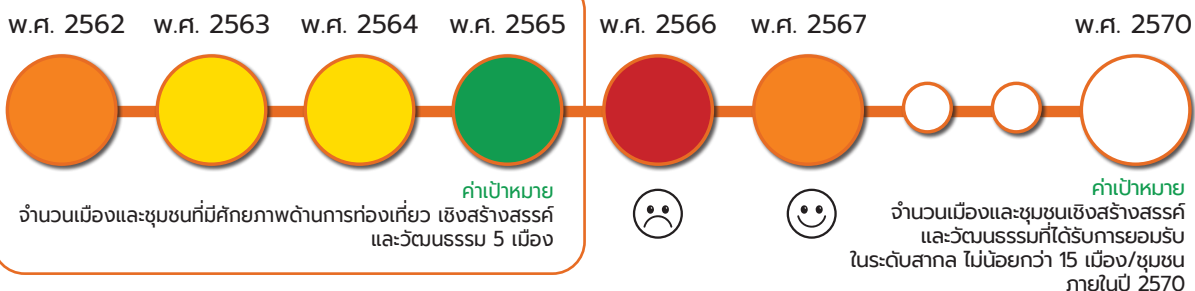 พ.ศ. 2562 พ.ศ. 2563 พ.ศ. 2564 พ.ศ. 2565 พ.ศ. 2566 พ.ศ. 2567 พ.ศ. 2570
ค่าเป้าหมาย
จำนวนเมืองและชุมชนที่มีศักยภาพด้านการท่องเที่ยว เชิงสร้างสรรค์
และวัฒนธรรม 5 เมือง
ค่าเป้าหมาย
จำนวนเมืองและชุมชนเชิงสร้างสรรค์
และวัฒนธรรมที่ได้รับการยอมรับ
ในระดับสากล ไม่น้อยกว่า 15 เมือง/ชุมชน
ภายในปี 2570